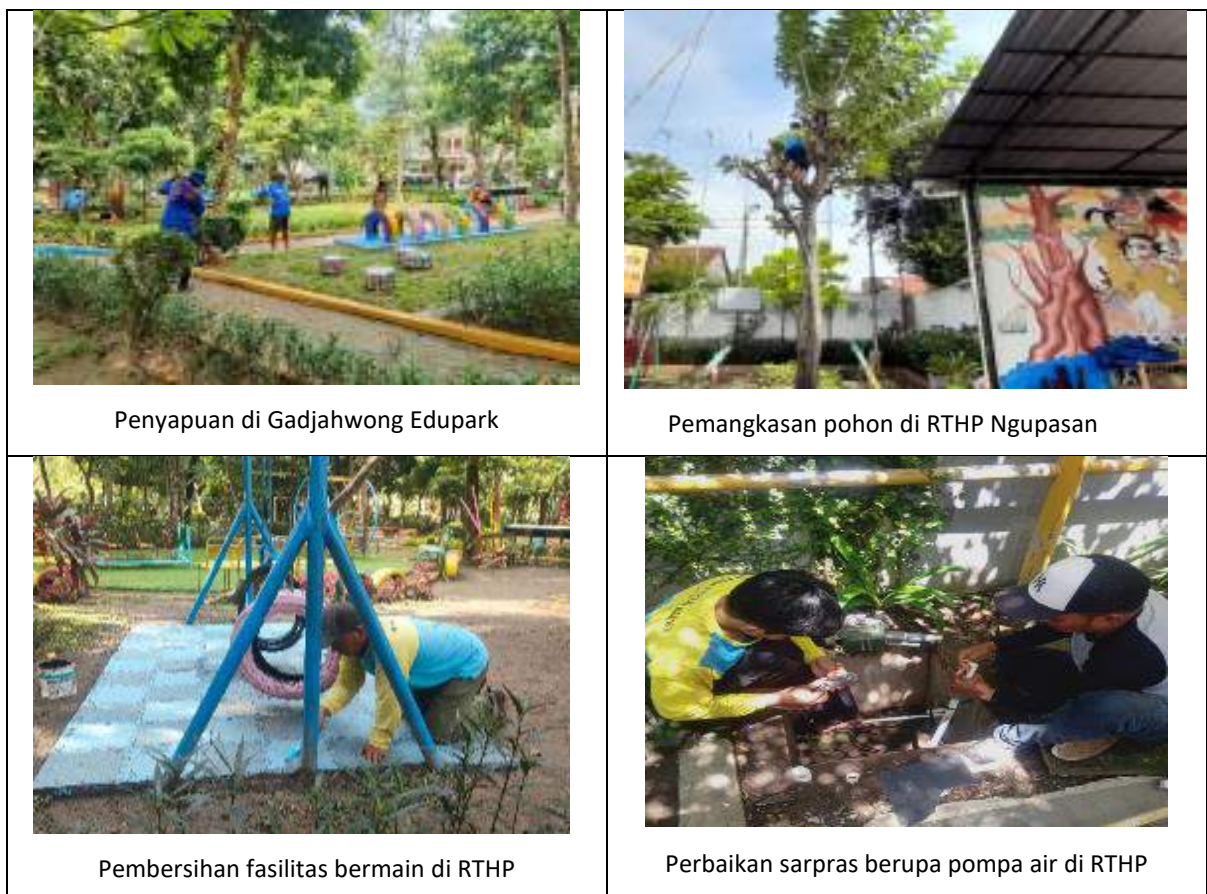 Penyapuan di Gadjahwong Edupark
Pemangkasan pohon di RTHP Ngupasan
Pembersihan fasilitas bermain di RTHP
Perbaikan sarpras berupa pompa air di RTHP